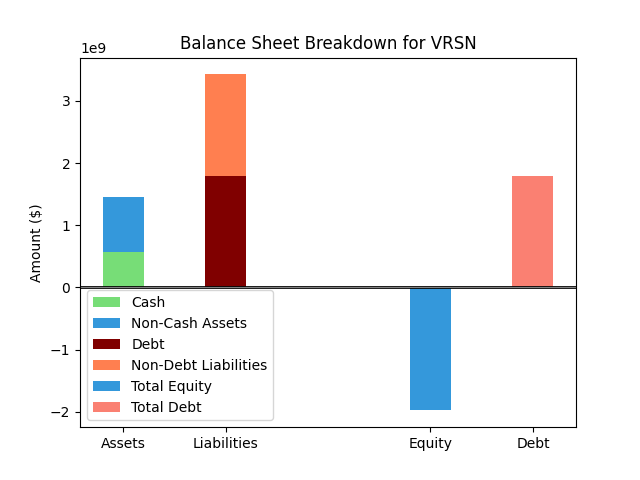 Balance Sheet Breakdown for VRSN
1e9
Amount ($)
3
2
1
0
−1
−2
Cash
Non-Cash Assets
Debt
Non-Debt Liabilities
Total Equity
Total Debt
Assets Liabilities Equity Debt